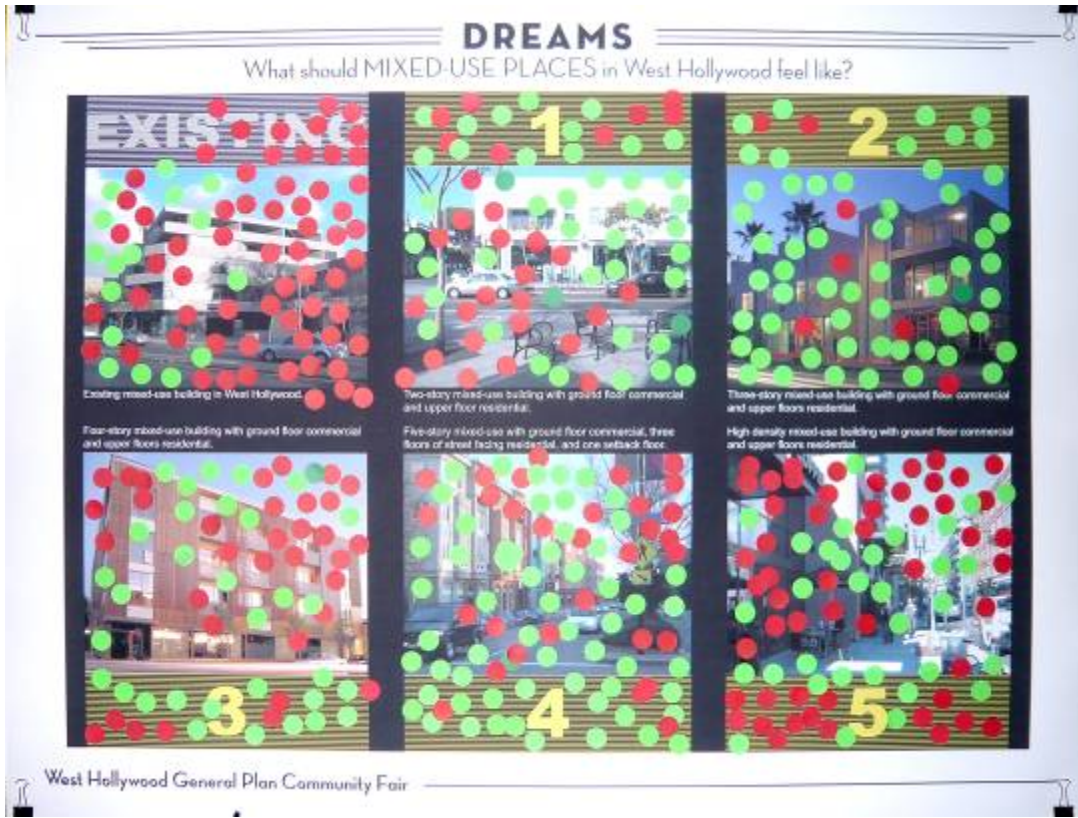 DREAMS
What should MIXED-USE PLACES in West Hollywood feel like?
EXISTING
1
2
Existing mixed-use building in West Hollywood.
Two-story mixed-use building with ground floor commercial
and upper floor residential.
Three-story mixed-use building with ground floor commercial
and upper floors residential.
Four-story mixed-use building with ground floor commercial
and upper floors residential.
Five-story mixed-use with ground floor commercial, three
floors of street facing residential, and one setback floor.
High density mixed-use building with ground floor commercial
and upper floors residential.
3
4
5
West Hollywood General Plan Community Fair